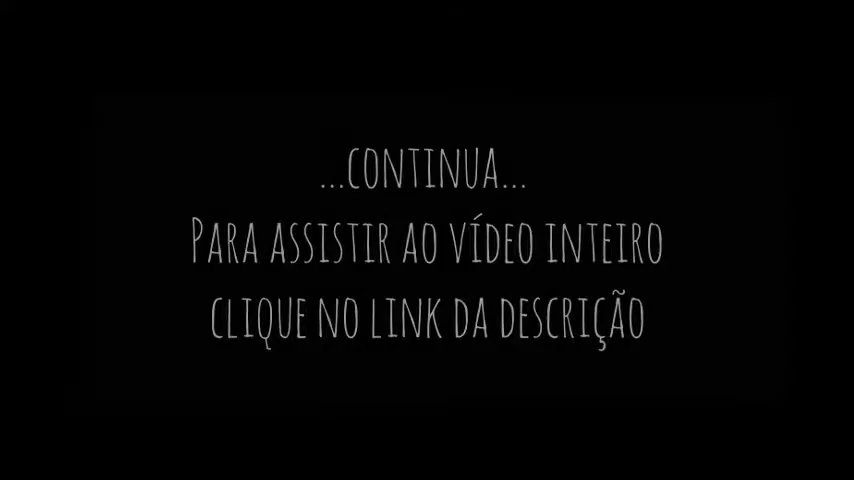 ...CONTINUA...
PARA ASSISTIR AO VÍDEO INTEIRO
CLIQUE NO LINK DA DESCRIÇÃO